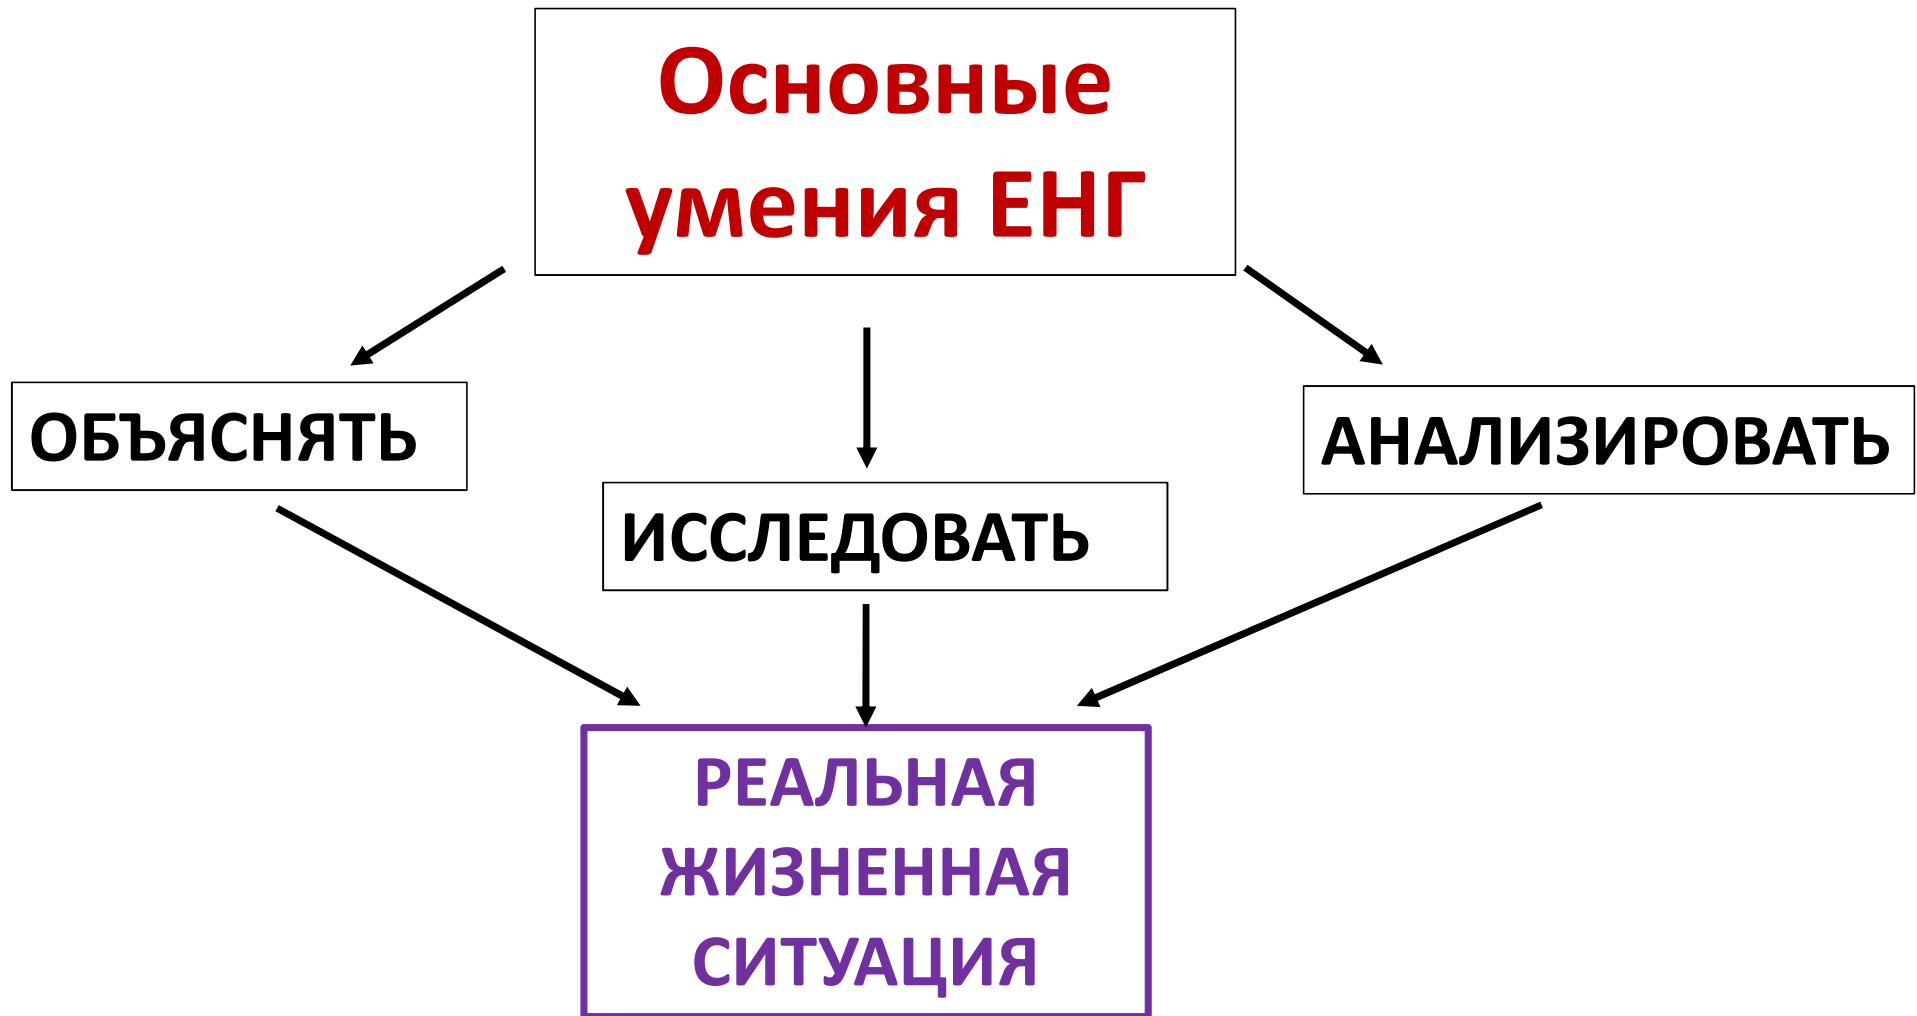 Основные
умения ЕНГ
ОБЪЯСНЯТЬ
ИССЛЕДОВАТЬ
АНАЛИЗИРОВАТЬ
РЕАЛЬНАЯ
ЖИЗНЕННАЯ
СИТУАЦИЯ